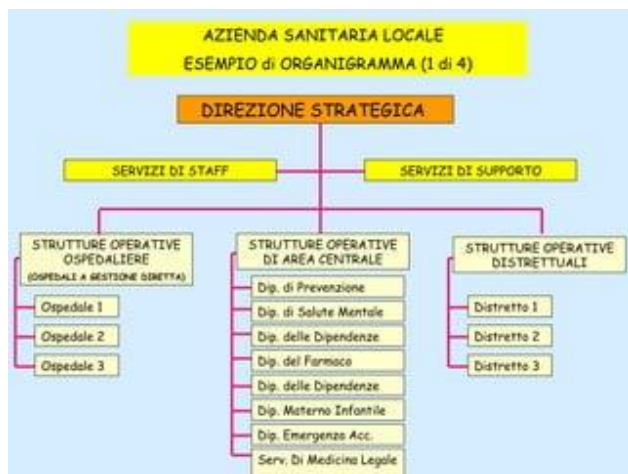 AZIENDA SANITARIA LOCALE
ESEMPIO di ORGANIGRAMMA (1 di 4)
DIREZIONE STRATEGICA
SERVIZI DI STAFF
SERVIZI DI SUPPORTO
STRUTTURE OPERATIVE
OSPEDALIERE
(OSPEDALI A GESTIONE DIRETTA)
Ospedale 1
Ospedale 2
Ospedale 3
STRUTTURE OPERATIVE
DI AREA CENTRALE
Dip. di Prevenzione
Dip. di Salute Mentale
Dip. delle Dipendenze
Dip. del Farmaco
Dip. delle Dipendenze
Dip. Materno Infantile
Dip. Emergenza Acc.
Serv. Di Medicina Legale
STRUTTURE OPERATIVE
DISTRETTUALI
Distretto 1
Distretto 2
Distretto 3